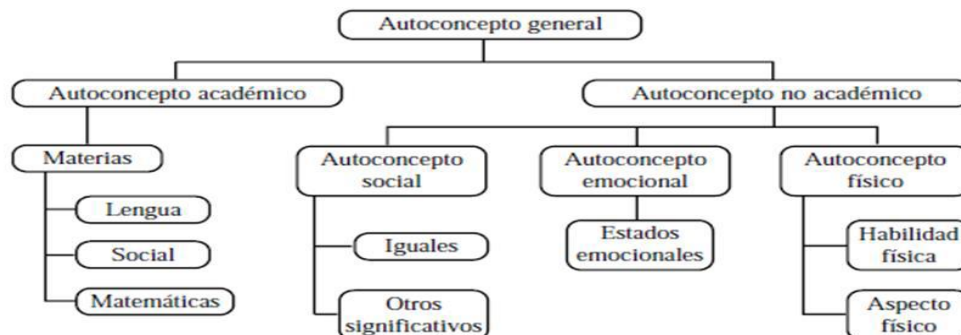 Autoconcepto general
Autoconcepto académico
Autoconcepto no académico
Materias
Lengua
Social
Matemáticas
Autoconcepto
social
Iguales
Otros
significativos
Autoconcepto
emocional
Estados
emocionales
Autoconcepto
físico
Habilidad
física
Aspecto
físico